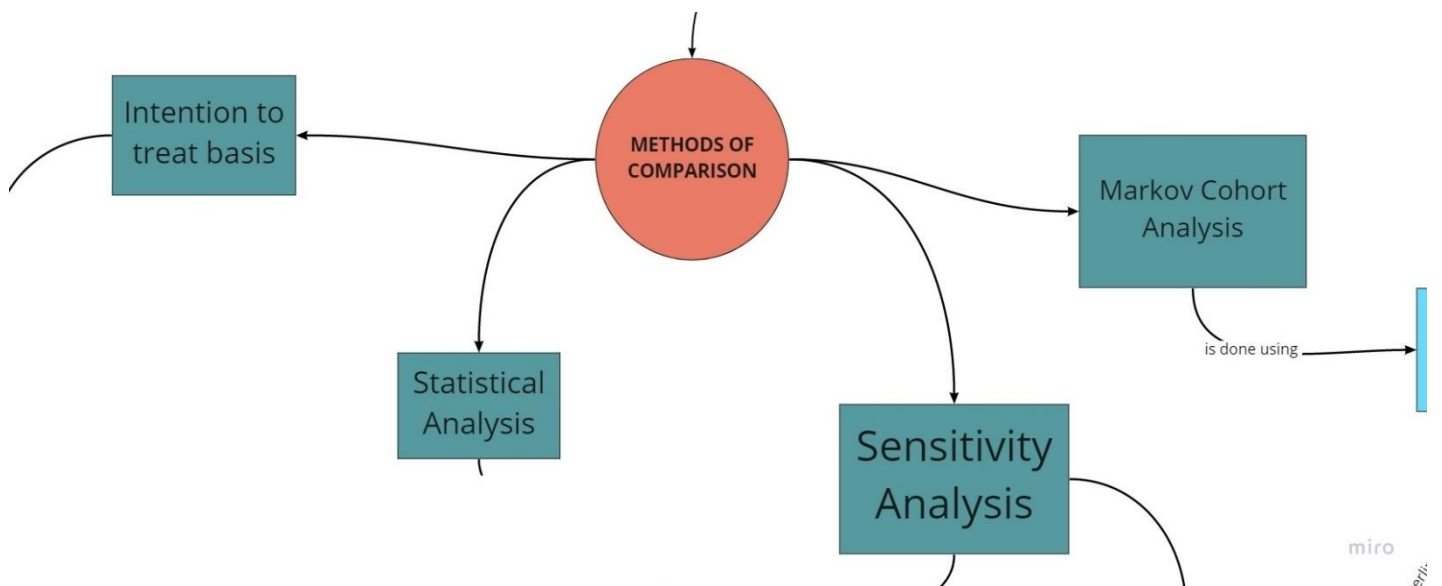 METHODS OF
COMPARISON
Intention to
treat basis
Markov Cohort
Analysis
is done using
Statistical
Analysis
Sensitivity
Analysis
miro